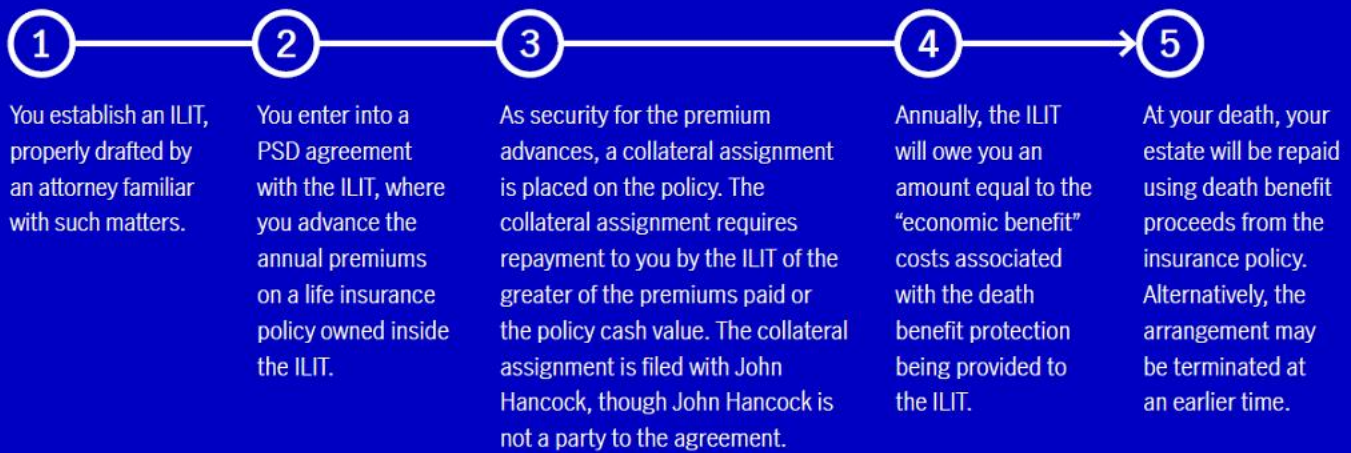 1
You establish an ILIT,
properly drafted by
an attorney familiar
with such matters.
2
You enter into a
PSD agreement
with the ILIT, where
you advance the
annual premiums
on a life insurance
policy owned inside
the ILIT.
3
As security for the premium
advances, a collateral assignment
is placed on the policy. The
collateral assignment requires
repayment to you by the ILIT of the
greater of the premiums paid or
the policy cash value. The collateral
assignment is filed with John
Hancock, though John Hancock is
not a party to the agreement.
4
Annually, the ILIT
will owe you an
amount equal to the
“economic benefit”
costs associated
with the death
benefit protection
being provided to
the ILIT.
5
At your death, your
estate will be repaid
using death benefit
proceeds from the
insurance policy.
Alternatively, the
arrangement may
be terminated at
an earlier time.